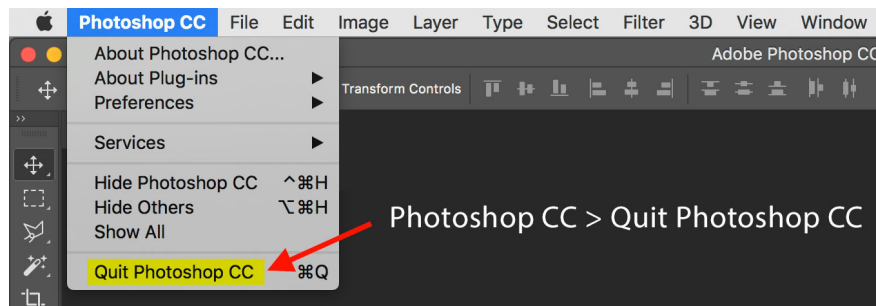 Photoshop CC File Edit Image Layer Type Select Filter 3D View Window
Adobe Photoshop CC
About Photoshop CC...
About Plug-ins
Transform Controls
Preferences
Services
Hide Photoshop CC ^⌘H
Hide Others ⌥⌘H
Show All
Photoshop CC > Quit Photoshop CC
Quit Photoshop CC ⌘Q